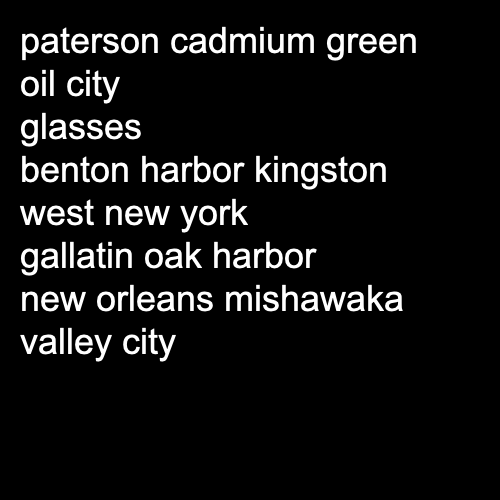 paterson cadmium green
oil city
glasses
benton harbor kingston
west new york
gallatin oak harbor
new orleans mishawaka
valley city